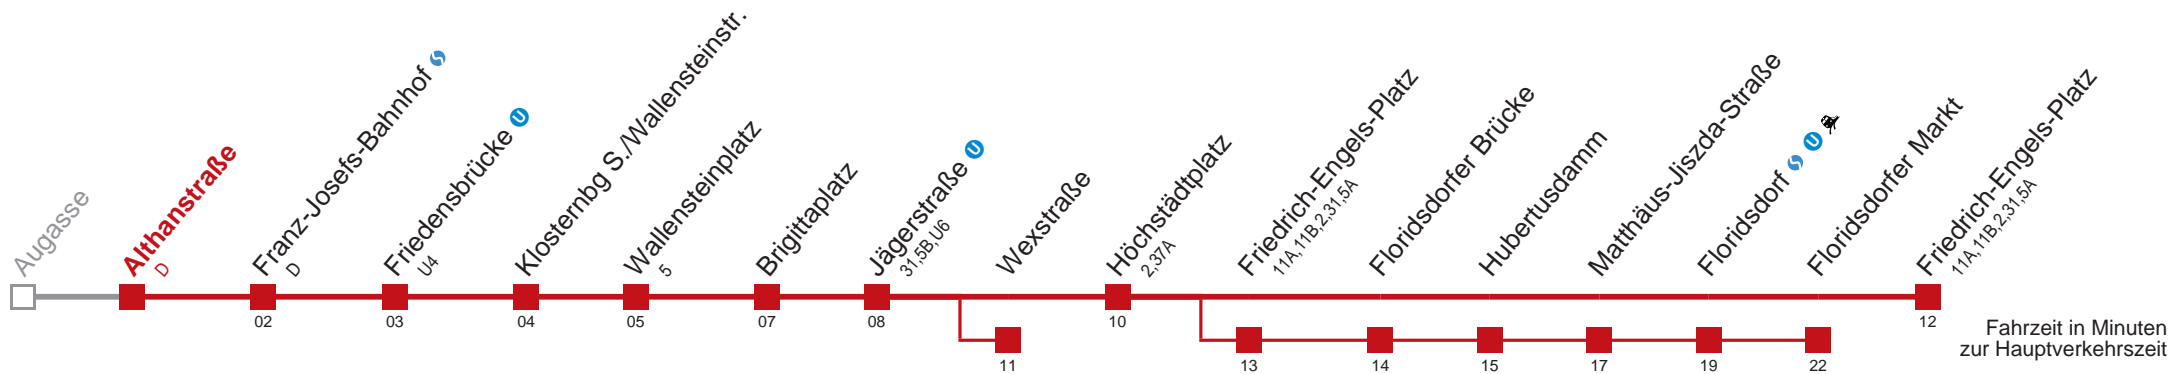 Augasse
Althanstraße
D
Franz-Josefs-Bahnhof S
D
Friedensbrücke U
U4
Klosternbg S./Wallensteinstr.
Wallensteinplatz
5
Brigittaplatz
Jägerstraße U
31,5B,U6
Wexstraße
Höchstädtplatz
2,37A
Friedrich-Engels-Platz
11A,11B,2,31,5A
Floridsdorfer Brücke
Hubertusdamm
Matthäus-Jiszda-Straße
Floridsdorf S U
Floridsdorfer Markt
Friedrich-Engels-Platz
11A,11B,2,31,5A
02 03 04 05 07 08 10 12
11 13 14 15 17 19 22
Fahrzeit in Minuten
zur Hauptverkehrszeit